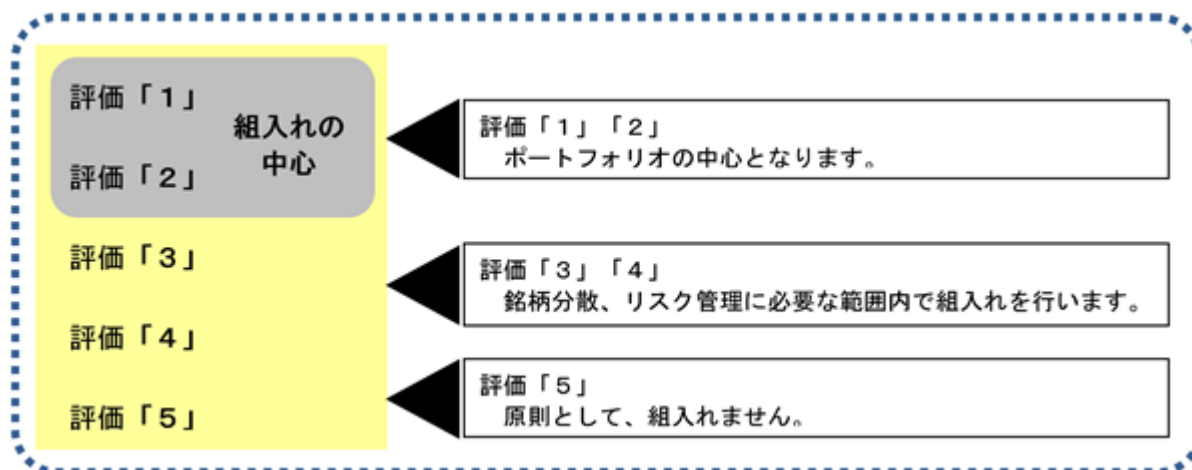 評価「１」
組入れの
中心
評価「２」
評価「３」
評価「４」
評価「５」
評価「１」「２」
ポートフォリオの中心となります。
評価「３」「４」
銘柄分散、リスク管理に必要な範囲内で組入れを行います。
評価「５」
原則として、組入れません。